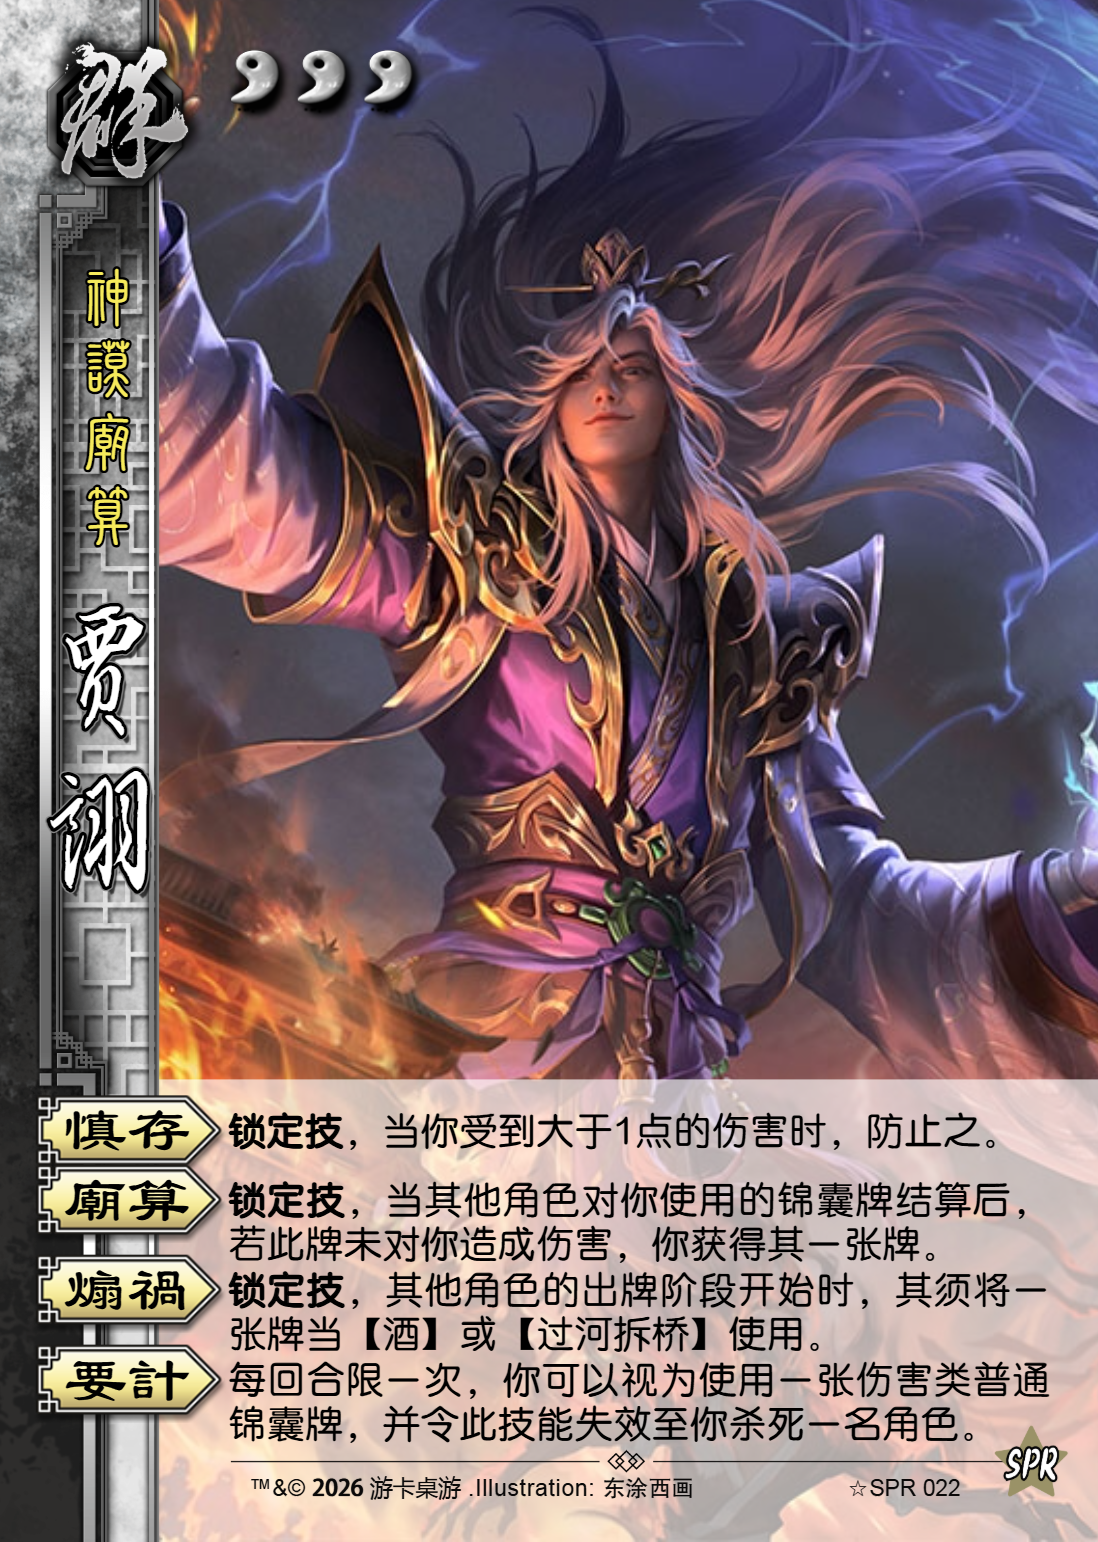 群
神謨廟算
賈詡
慎存
锁定技，当你受到大于1点的伤害时，防止之。
廟算
锁定技，当其他角色对你使用的锦囊牌结算后，
若此牌未对你造成伤害，你获得其一张牌。
煽禍
锁定技，其他角色的出牌阶段开始时，其须将一
张牌当【酒】或【过河拆桥】使用。
要計
每回合限一次，你可以视为使用一张伤害类普通
锦囊牌，并令此技能失效至你杀死一名角色。
SPR
™&© 2026 游卡桌游 .Illustration: 东涂西画
☆SPR 022